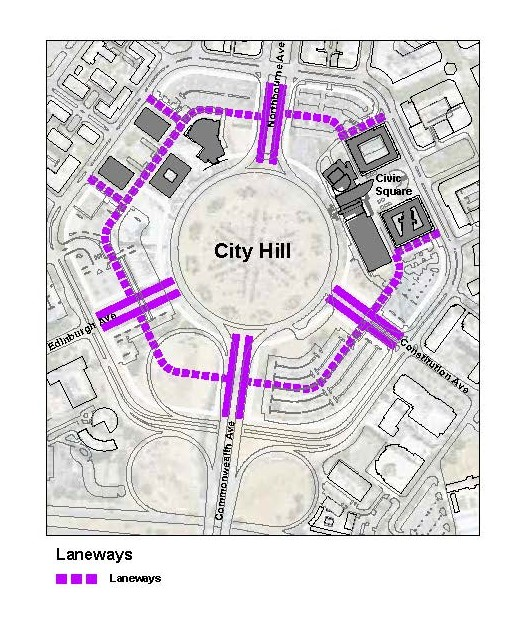 Northbourne Ave
Civic
Square
City Hill
Edinburgh Ave
Constitution Ave
Commonwealth Ave
Laneways
Laneways